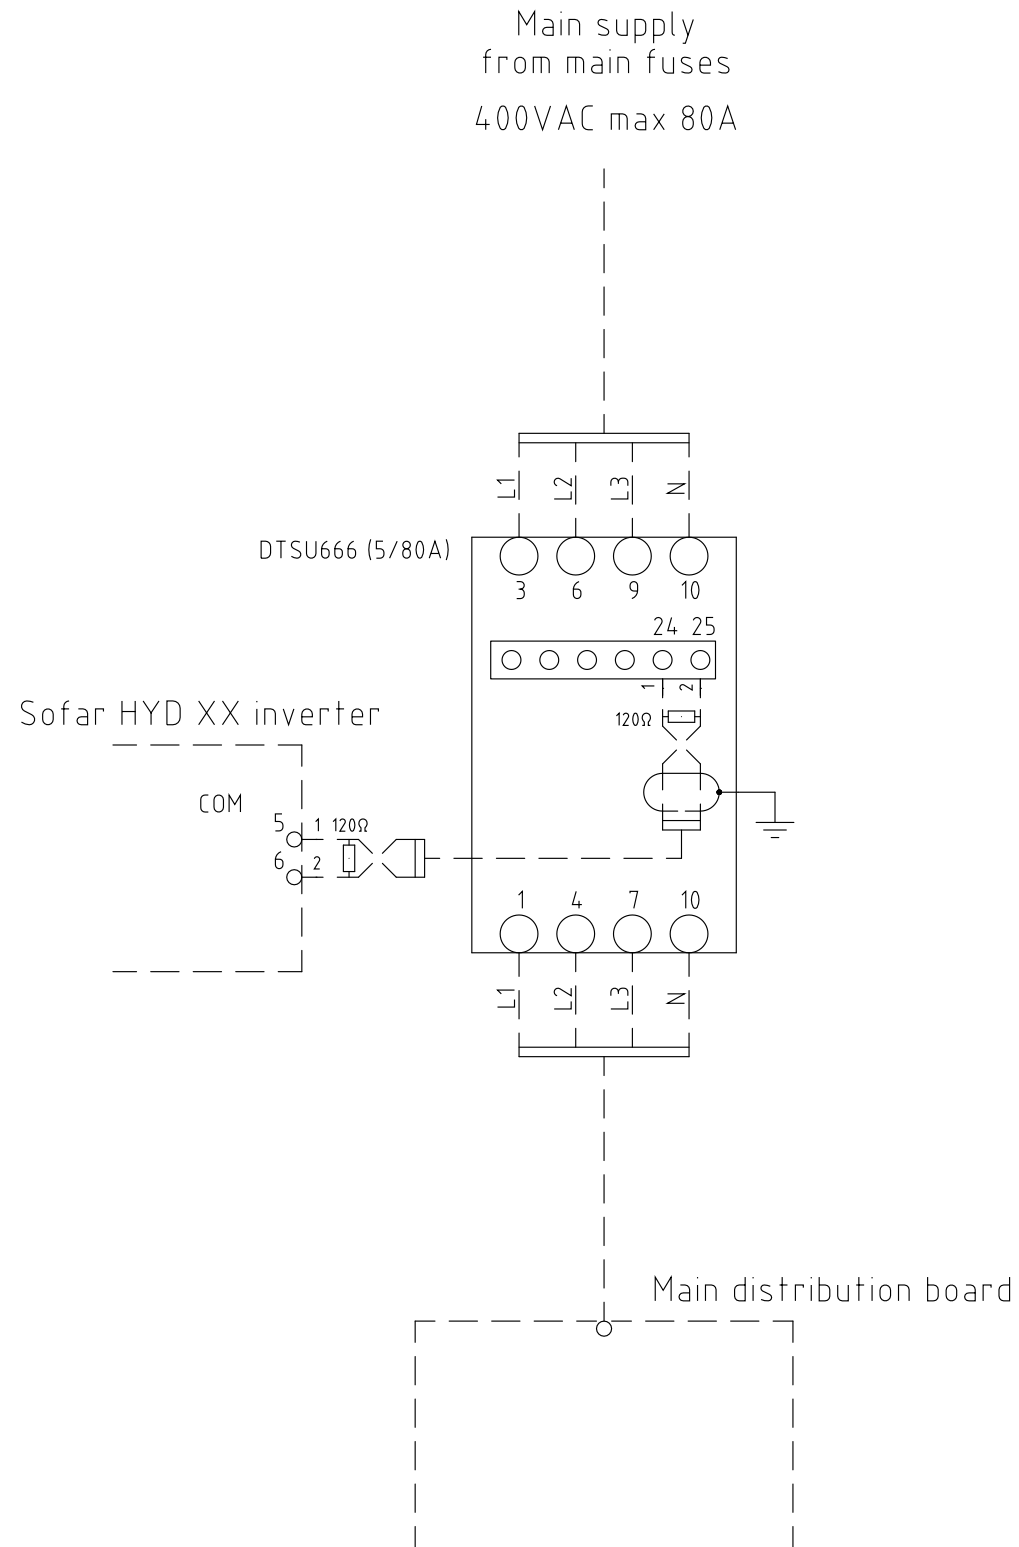 Main supply
from main fuses
400VAC max 80A
L1 L2 L3 N
DTSU666 (5/80A)
3 6 9 10
24 25
1 2
120Ω
Sofar HYD XX inverter
COM
5 1 120Ω
6 2
1 4 7 10
L1 L2 L3 N
Main distribution board